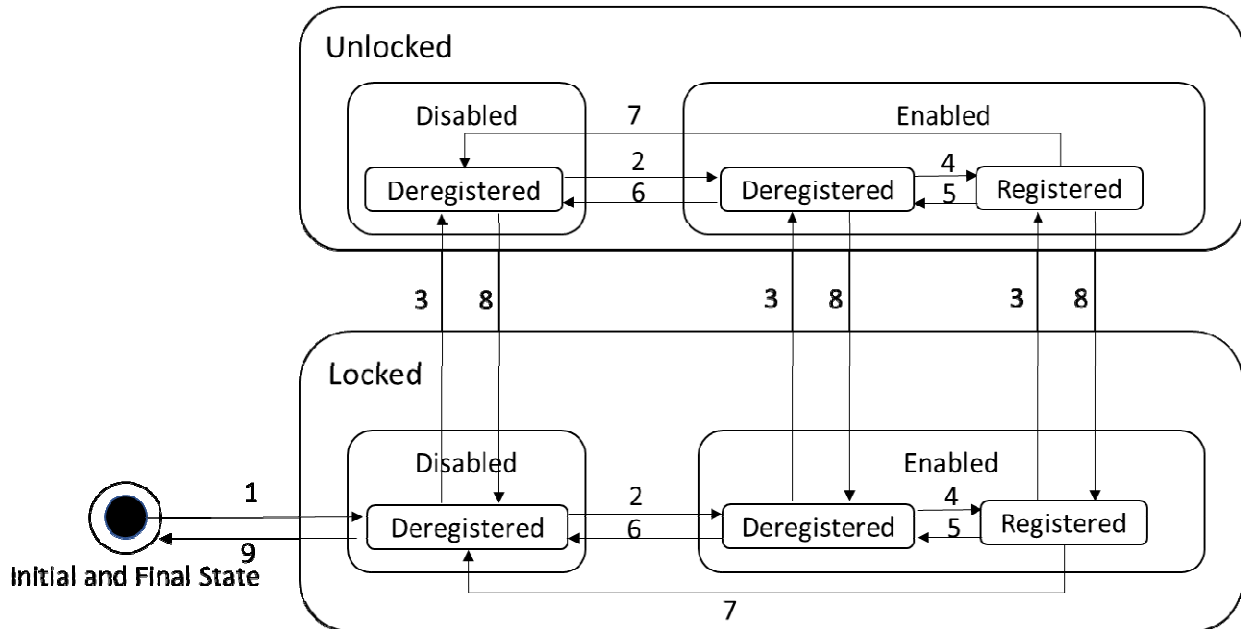 Unlocked
Disabled 7 Enabled
2 4
Deregistered Deregistered Registered
6 5
3 8 3 8 3 8
Locked
Disabled Enabled
1 2 4
Deregistered Deregistered Registered
6 5
9
Initial and Final State
7